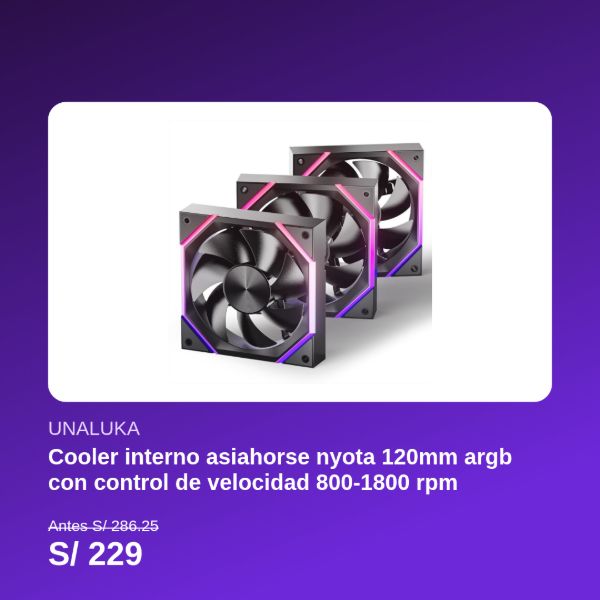 UNALUKA
Cooler interno asiahorse nyota 120mm argb
con control de velocidad 800-1800 rpm
Antes S/ 286.25
S/ 229